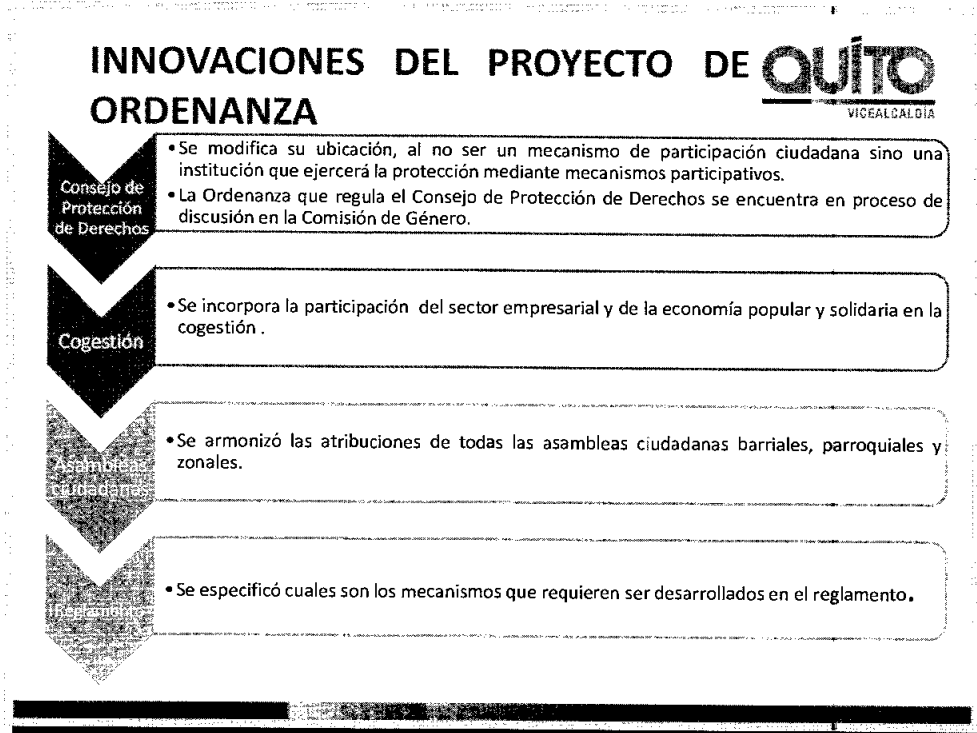 INNOVACIONES DEL PROYECTO DE
ORDENANZA
QUITO
VICEALCALDÍA
Consejo de
Protección
de Derechos
•Se modifica su ubicación, al no ser un mecanismo de participación ciudadana sino una
institución que ejercerá la protección mediante mecanismos participativos.
•La Ordenanza que regula el Consejo de Protección de Derechos se encuentra en proceso de
discusión en la Comisión de Género.
Cogestión
•Se incorpora la participación del sector empresarial y de la economía popular y solidaria en la
cogestión .
Asambleas
ciudadanas
•Se armonizó las atribuciones de todas las asambleas ciudadanas barriales, parroquiales y
zonales.
Reglamento
•Se especificó cuales son los mecanismos que requieren ser desarrollados en el reglamento.